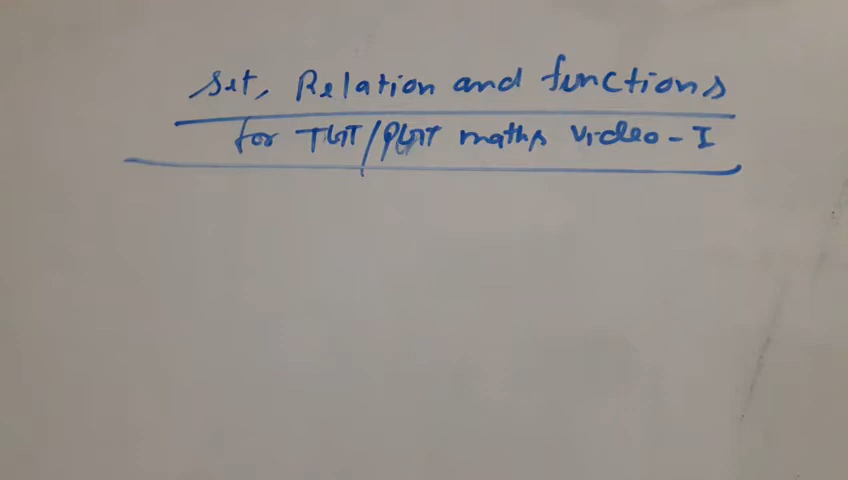 Set, Relation and functions
for TGT/PGT maths Video-I